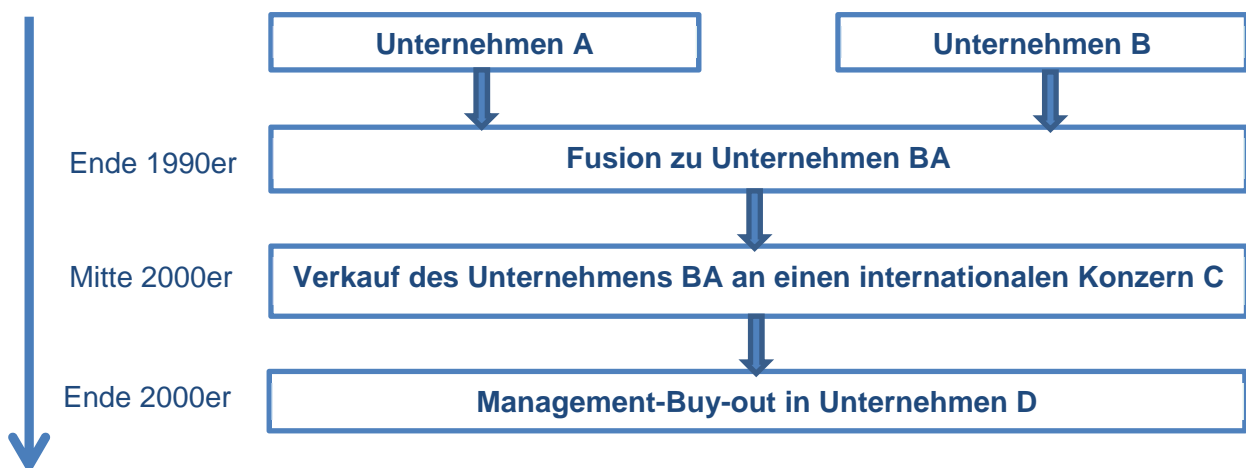 Unternehmen A
Unternehmen B
Ende 1990er
Fusion zu Unternehmen BA
Mitte 2000er
Verkauf des Unternehmens BA an einen internationalen Konzern C
Ende 2000er
Management-Buy-out in Unternehmen D